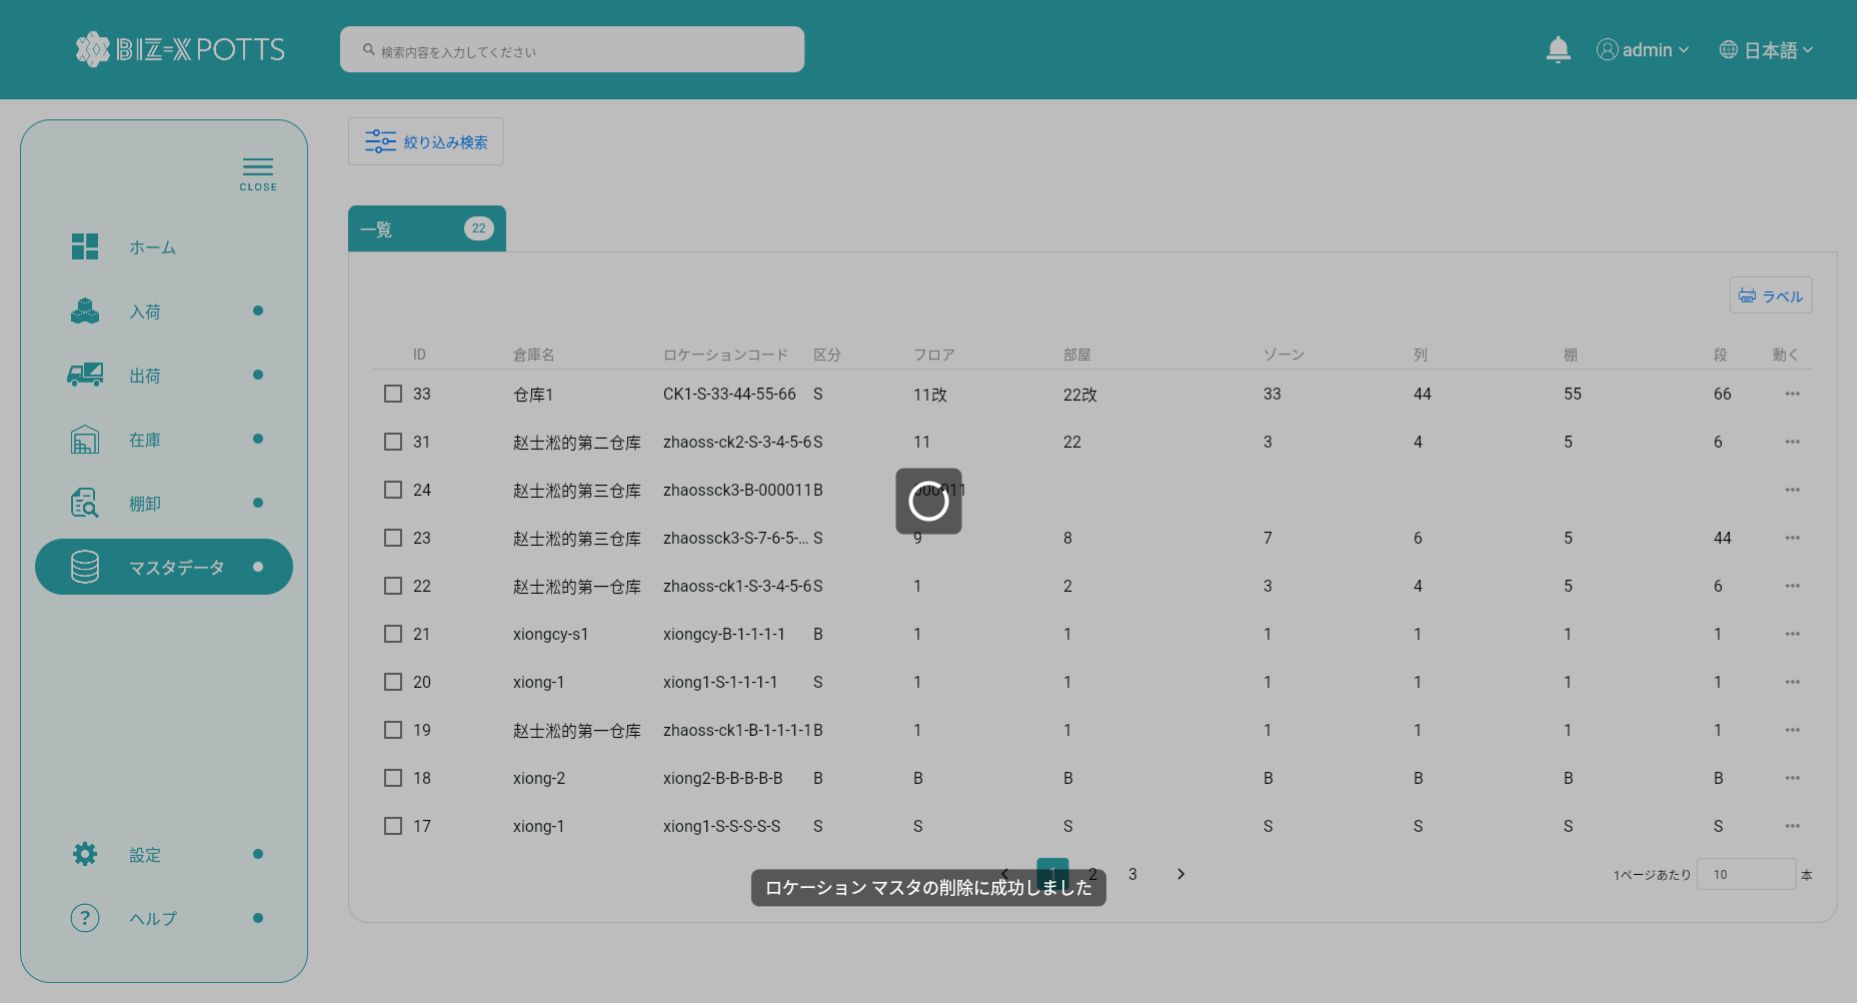 BIZ=X POTTS
検索内容を入力してください
admin
日本語
CLOSE
ホーム
入荷
出荷
在庫
棚卸
マスタデータ
設定
ヘルプ
絞り込み検索
一覧 22
ラベル
ID 倉庫名 ロケーションコード 区分 フロア 部屋 ゾーン 列 棚 段 動く
33 仓库1 CK1-S-33-44-55-66 S 11改 22改 33 44 55 66 ···
31 赵士淞的第二仓库 zhaoss-ck2-S-3-4-5-6 S 11 22 3 4 5 6 ···
24 赵士淞的第三仓库 zhaossck3-B-000011 B 000011 ···
23 赵士淞的第三仓库 zhaossck3-S-7-6-5-... S 9 8 7 6 5 44 ···
22 赵士淞的第一仓库 zhaoss-ck1-S-3-4-5-6 S 1 2 3 4 5 6 ···
21 xiongcy-s1 xiongcy-B-1-1-1-1 B 1 1 1 1 1 1 ···
20 xiong-1 xiong1-S-1-1-1-1 S 1 1 1 1 1 1 ···
19 赵士淞的第一仓库 zhaoss-ck1-B-1-1-1-1 B 1 1 1 1 1 1 ···
18 xiong-2 xiong2-B-B-B-B-B B B B B B B B ···
17 xiong-1 xiong1-S-S-S-S-S S S S S S S S ···
< 1 2 3 >
1ページあたり 10 本
ロケーション マスタの削除に成功しました